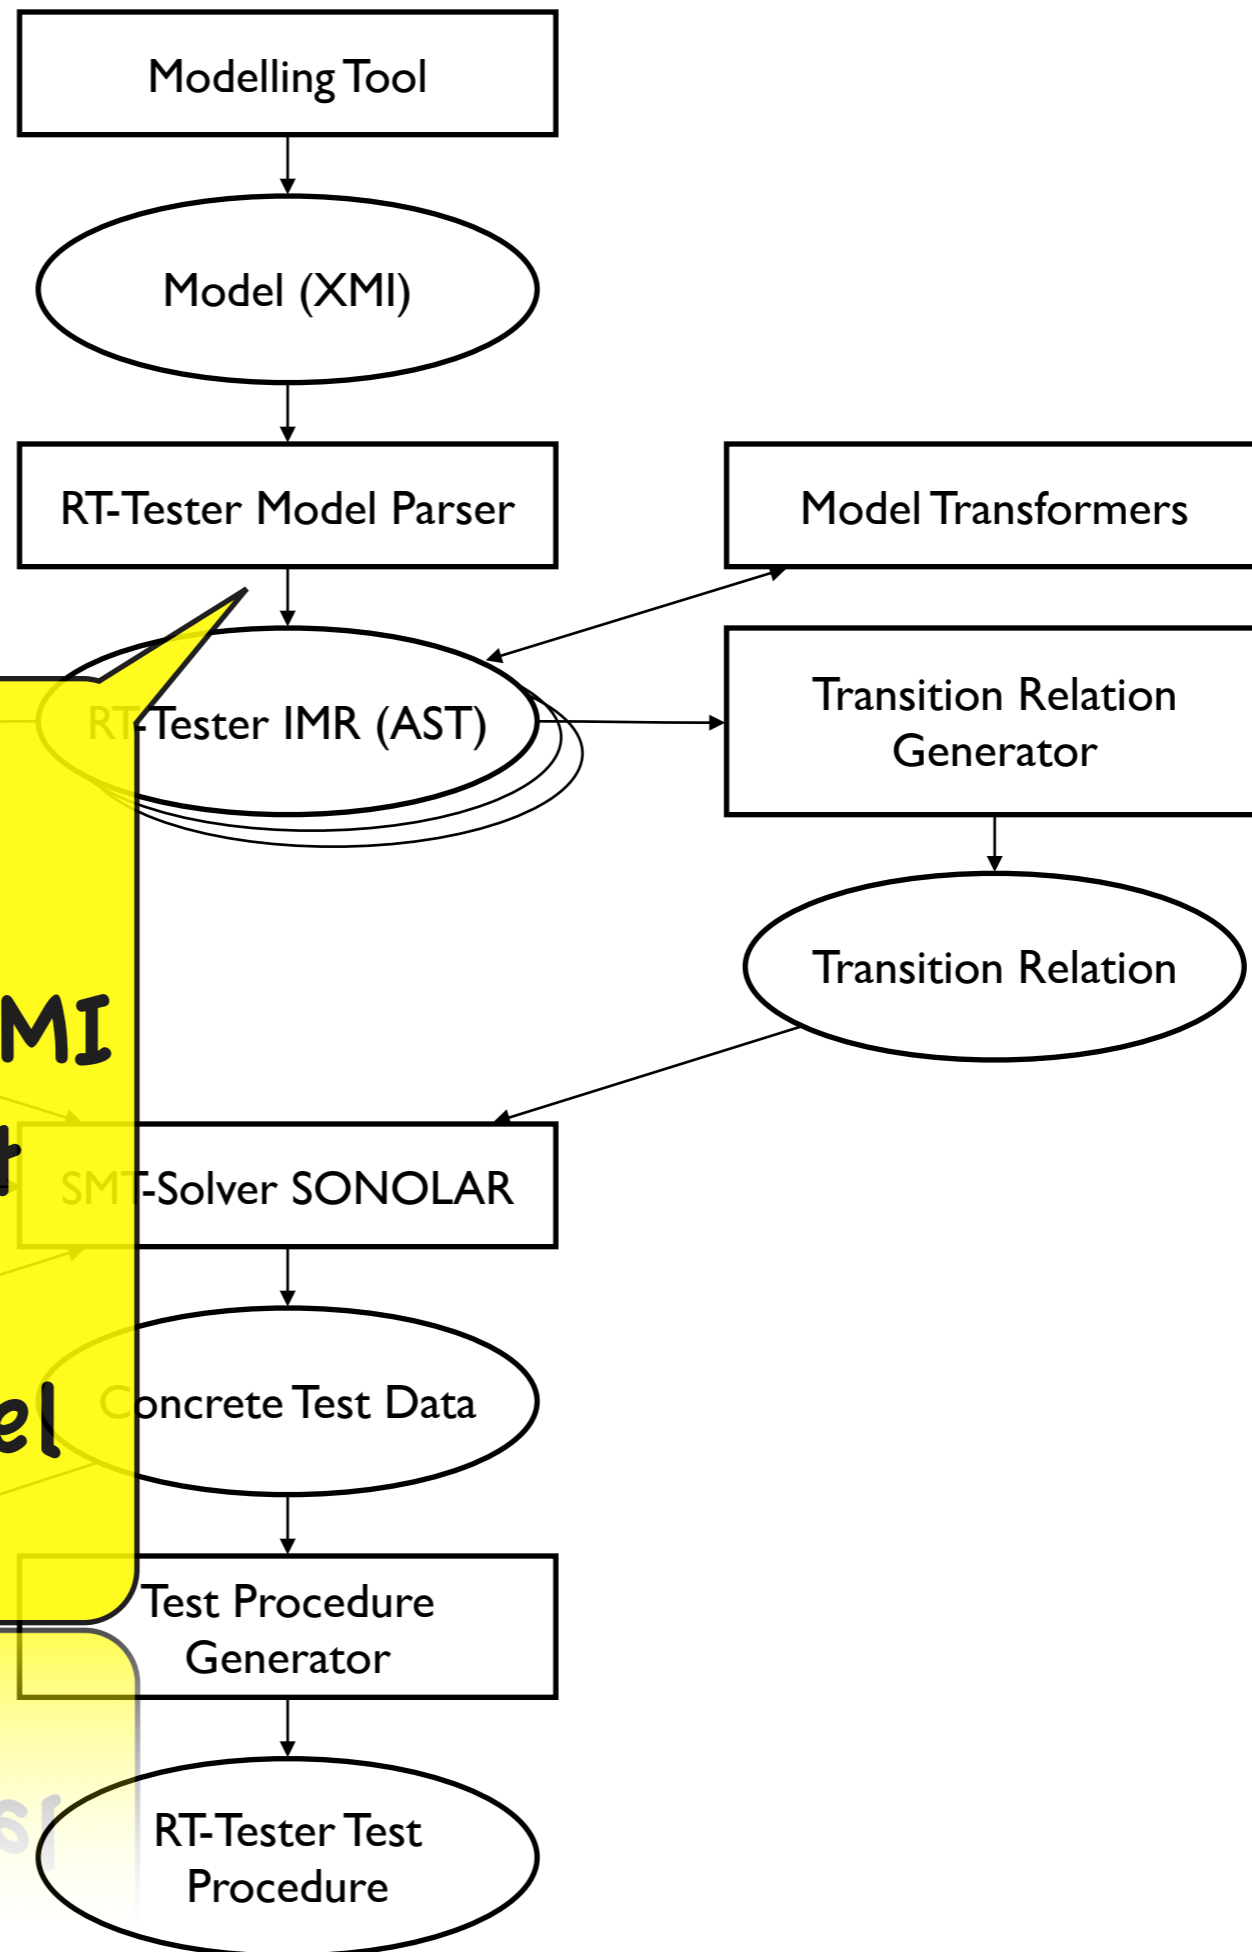 Modelling Tool
Model (XMI)
RT-Tester Model Parser
Model Transformers
RT-Tester IMR (AST)
Transition Relation
Generator
Transition Relation
MI
SMT-Solver SONOLAR
el
Concrete Test Data
Test Procedure
Generator
RT-Tester Test
Procedure